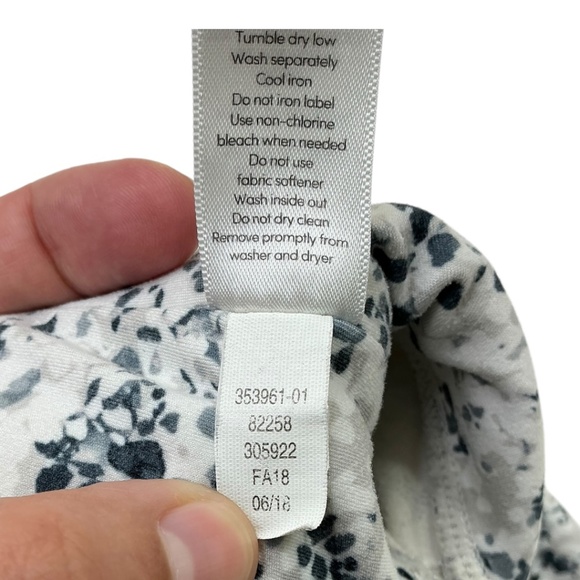 Tumble dry low
Wash separately
Cool iron
Do not iron label
Use non-chlorine
bleach when needed
Do not use
fabric softener
Wash inside out
Do not dry clean
Remove promptly from
washer and dryer
353961-01
82258
305922
FA18
06/18